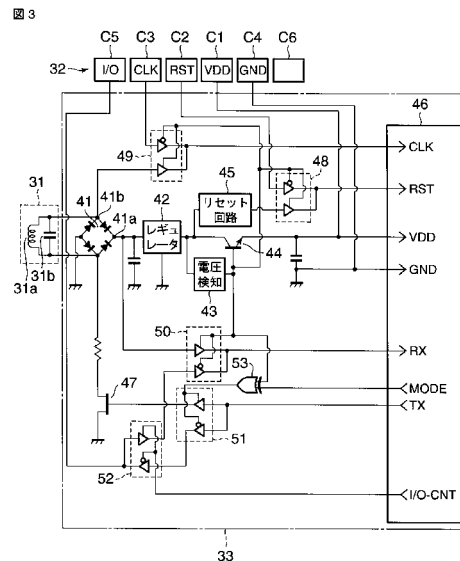 図3
C5 C3 C2 C1 C4 C6
32 I/O CLK RST VDD GND
46
49
CLK
45
48
リセット
回路
RST
31
41 41b
42
41a
レギュ
レータ
44
VDD
31a
31b
電圧
検知
43
GND
50
53
RX
MODE
47
TX
51
52
I/O-CNT
33